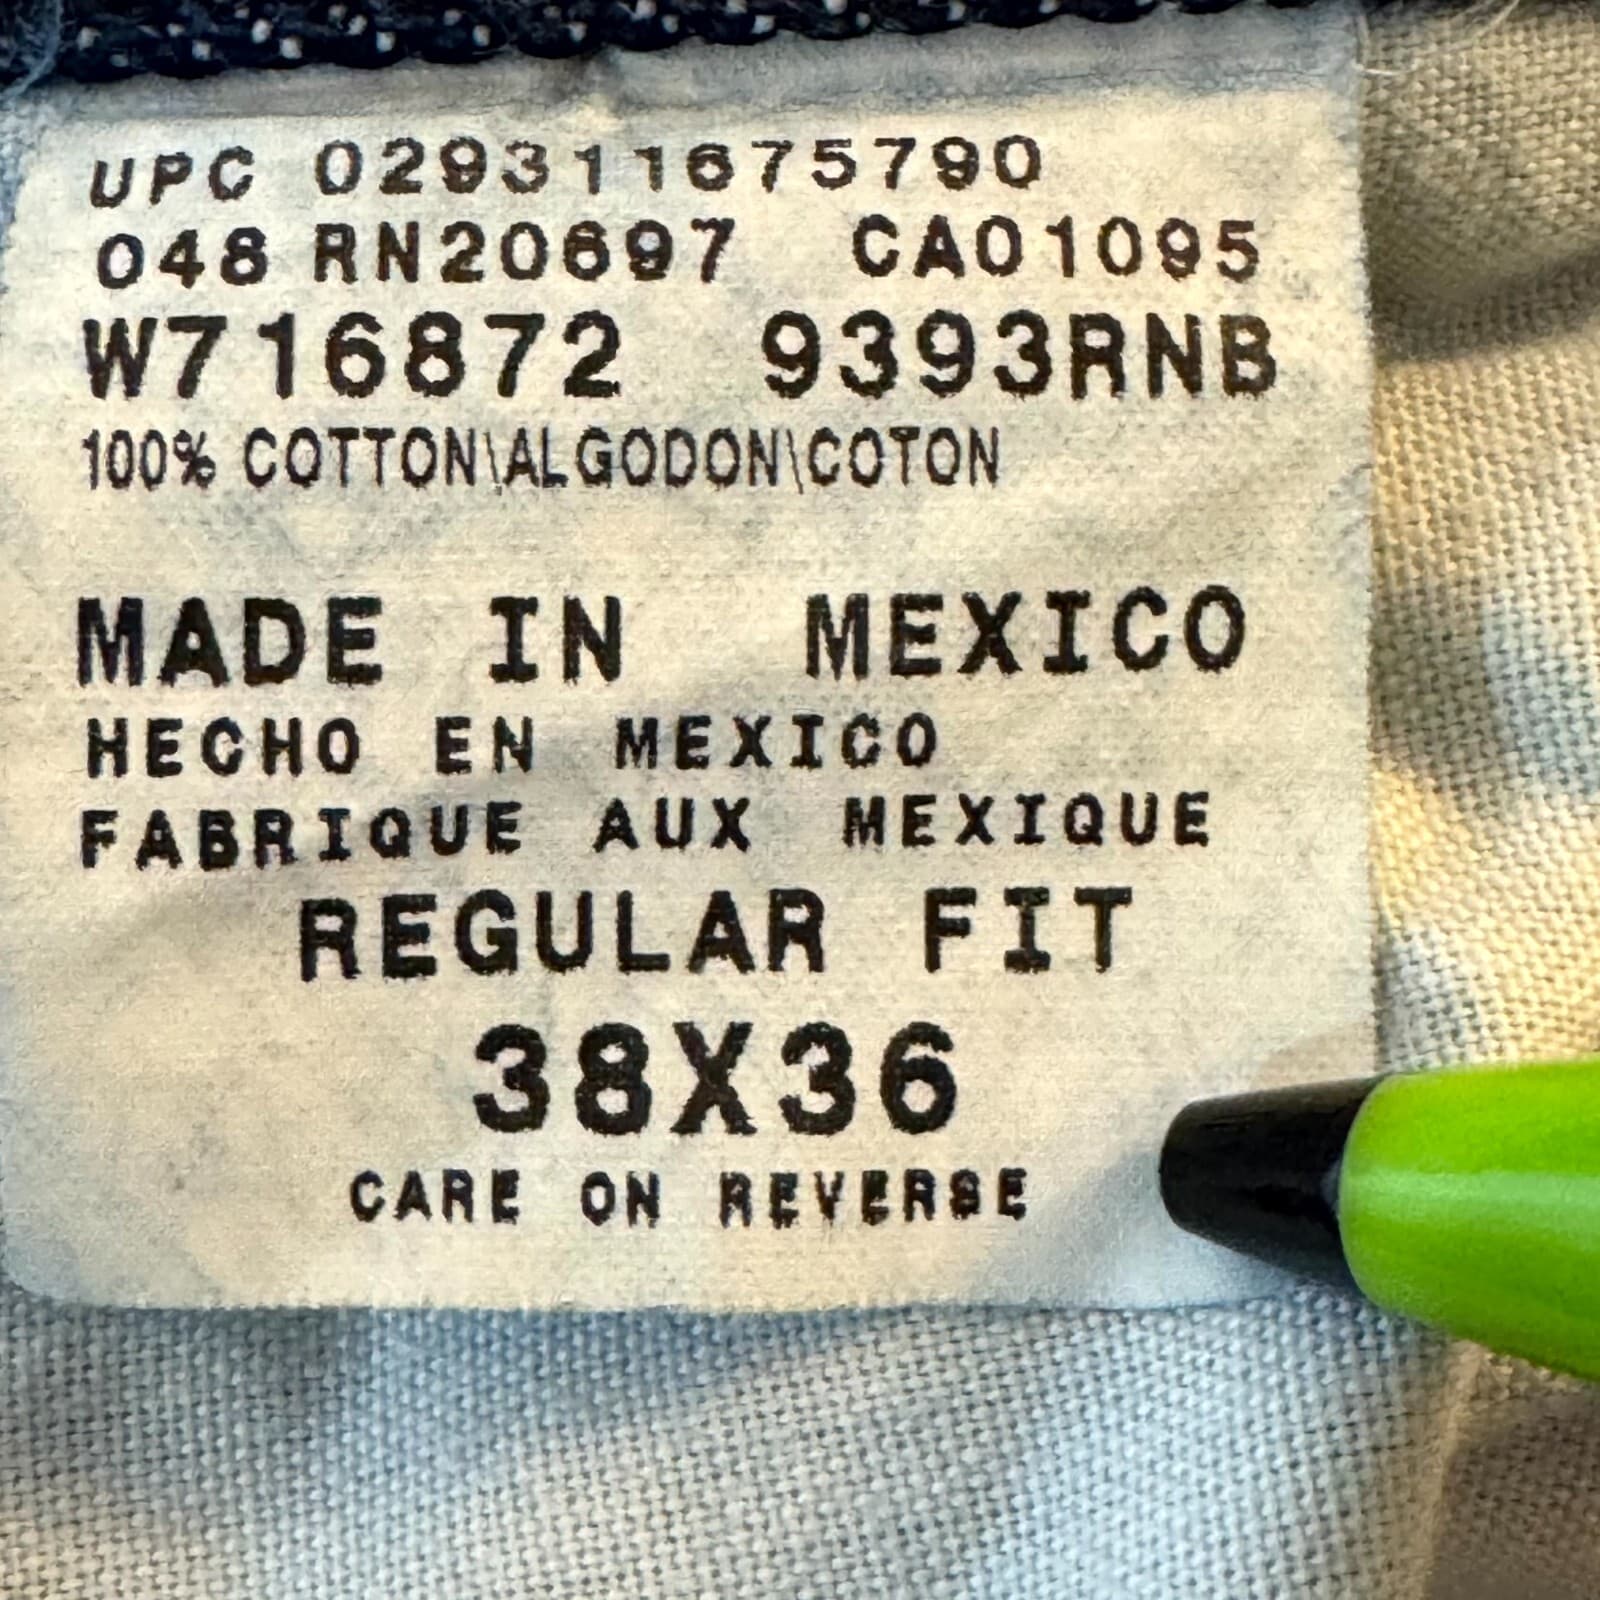 UPC 029311675790
048 RN20697 CA01095
W716872 9393RNB
100% COTTON\ALGODON\COTON
MADE IN MEXICO
HECHO EN MEXICO
FABRIQUE AUX MEXIQUE
REGULAR FIT
38X36
CARE ON REVERSE